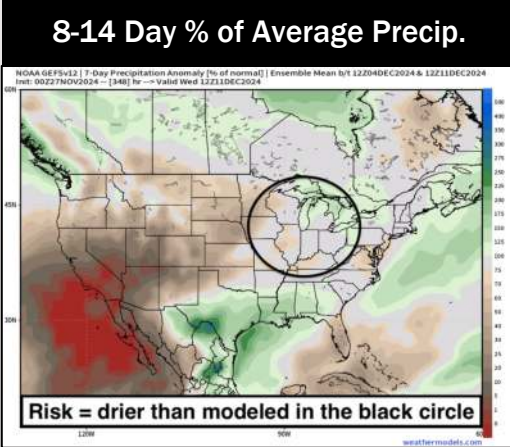 8-14 Day % of Average Precip.
NOAA GEFSv12 | 7-Day Precipitation Anomaly [% of normal] | Ensemble Mean b/t 12Z04DEC2024 & 12Z11DEC2024
Init: 00Z27NOV2024 -- [348] hr --> Valid Wed 12Z11DEC2024
60N
45N
30N
120W
90W
60
Risk = drier than modeled in the black circle
weathermodels.com